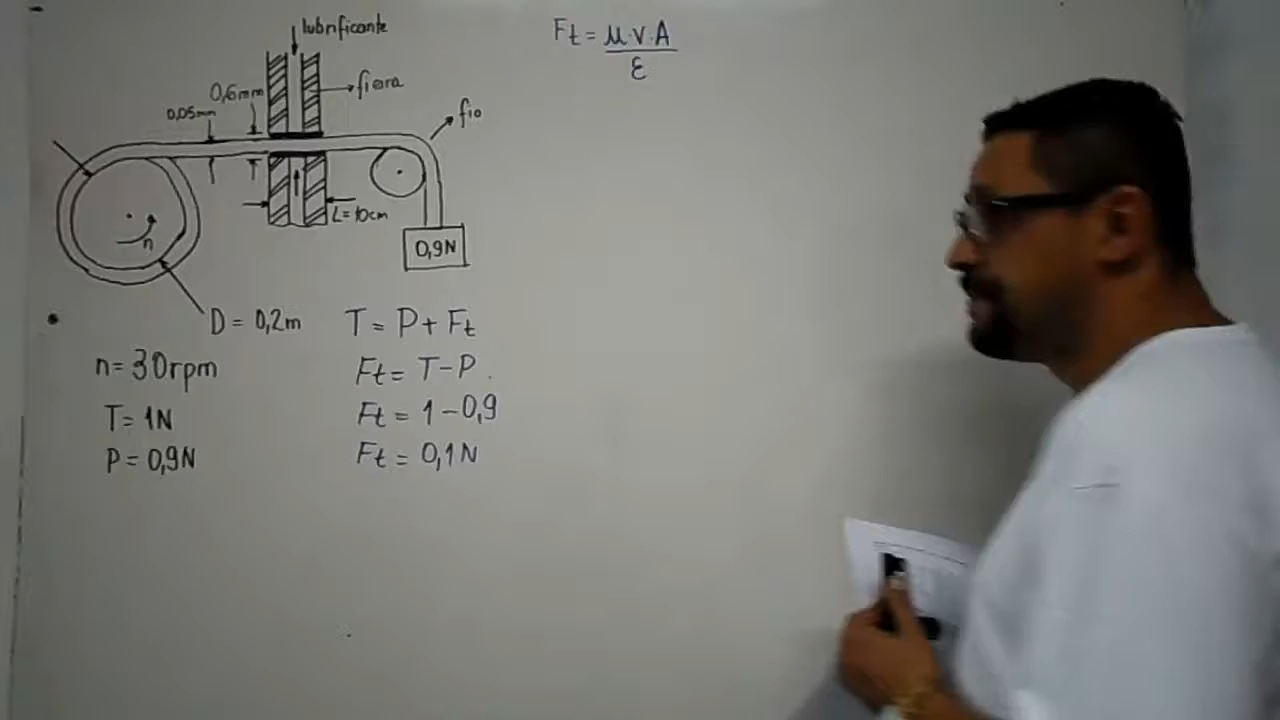 lubrificante
0,6mm
fieira
0,05mm
fio
L=10cm
0,9N
n
D = 0,2m
n= 30rpm
T= 1N
P= 0,9N
T= P+ Ft
Ft= T-P.
Ft = 1-0,9
Ft = 0,1N
Ft = μ.v.A
ε